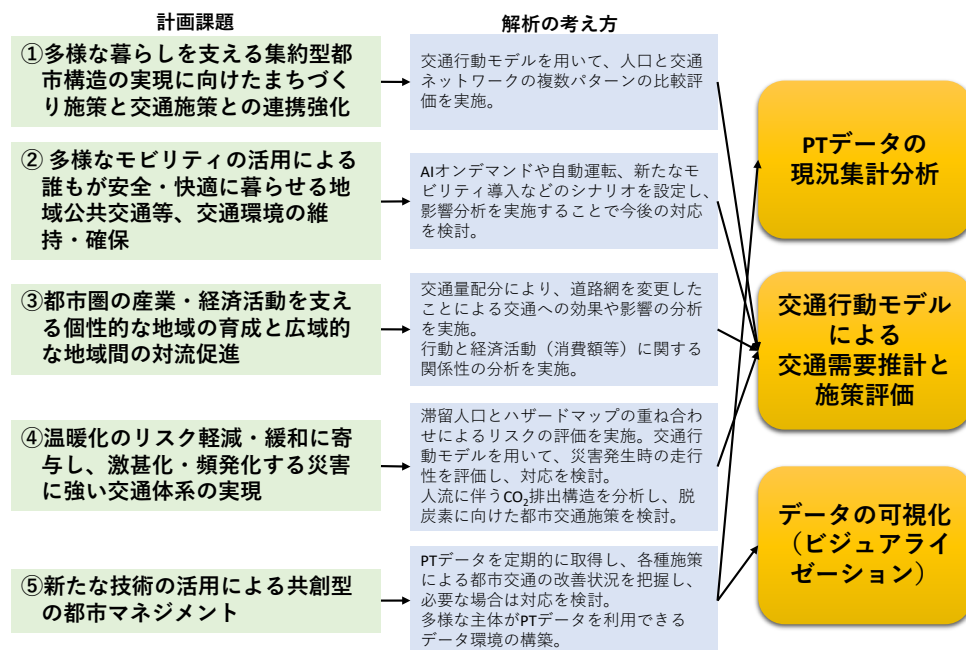 計画課題
解析の考え方
①多様な暮らしを支える集約型都
市構造の実現に向けたまちづく
り施策と交通施策との連携強化
交通行動モデルを用いて、人口と交通
ネットワークの複数パターンの比較評
価を実施。
② 多様なモビリティの活用による
誰もが安全・快適に暮らせる地
域公共交通等、交通環境の維
持・確保
AIオンデマンドや自動運転、新たなモ
ビリティ導入などのシナリオを設定し、
影響分析を実施することで今後の対応
を検討。
③都市圏の産業・経済活動を支え
る個性的な地域の育成と広域的
な地域間の対流促進
交通量配分により、道路網を変更した
ことによる交通への効果や影響の分析
を実施。
行動と経済活動（消費額等）に関する
関係性の分析を実施。
④温暖化のリスク軽減・緩和に寄
与し、激甚化・頻発化する災害
に強い交通体系の実現
滞留人口とハザードマップの重ね合わ
せによるリスクの評価を実施。交通行
動モデルを用いて、災害発生時の走行
性を評価し、対応を検討。
人流に伴うCO2排出構造を分析し、脱
炭素に向けた都市交通施策を検討。
⑤新たな技術の活用による共創型
の都市マネジメント
PTデータを定期的に取得し、各種施策
による都市交通の改善状況を把握し、
必要な場合は対応を検討。
多様な主体がPTデータを利用できる
データ環境の構築。
PTデータの
現況集計分析
交通行動モデル
による
交通需要推計と
施策評価
データの可視化
（ビジュアライ
ゼーション）